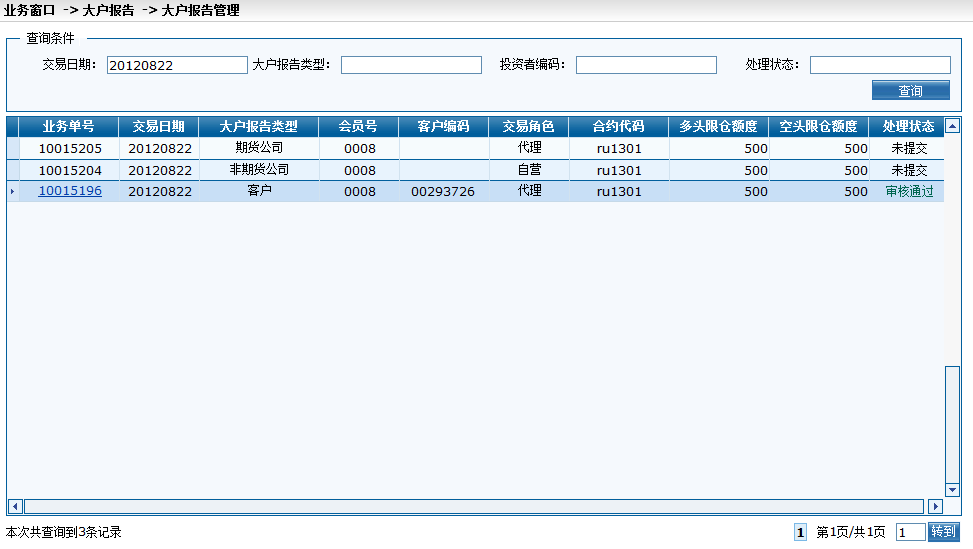 业务窗口 -> 大户报告 -> 大户报告管理
查询条件
交易日期： 20120822 大户报告类型： 投资者编码： 处理状态：
查询
业务单号 交易日期 大户报告类型 会员号 客户编码 交易角色 合约代码 多头限仓额度 空头限仓额度 处理状态
10015205 20120822 期货公司 0008 代理 ru1301 500 500 未提交
10015204 20120822 非期货公司 0008 自营 ru1301 500 500 未提交
10015196 20120822 客户 0008 00293726 代理 ru1301 500 500 审核通过
本次共查询到3条记录 1 第1页/共1页 1 转到